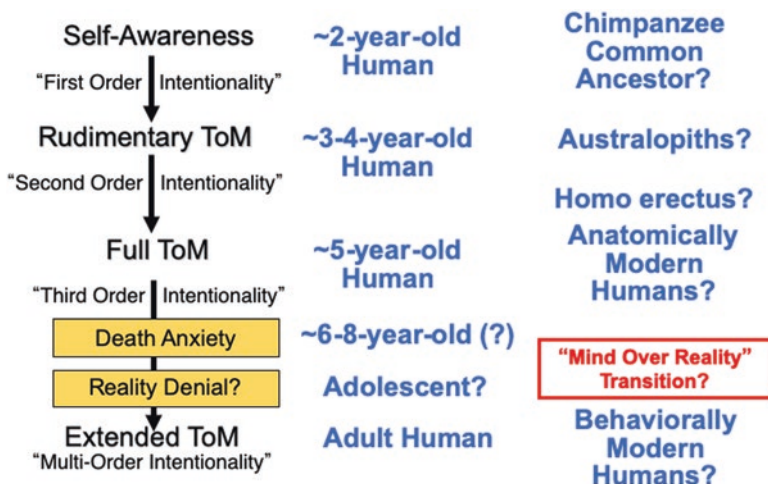 Self-Awareness
~2-year-old
Human
Chimpanzee
Common
Ancestor?
“First Order Intentionality”
Rudimentary ToM
~3-4-year-old
Human
Australopiths?
“Second Order Intentionality”
Homo erectus?
Full ToM
~5-year-old
Human
Anatomically
Modern
Humans?
“Third Order Intentionality”
Death Anxiety
~6-8-year-old (?)
“Mind Over Reality”
Transition?
Reality Denial?
Adolescent?
Extended ToM
“Multi-Order Intentionality”
Adult Human
Behaviorally
Modern
Humans?